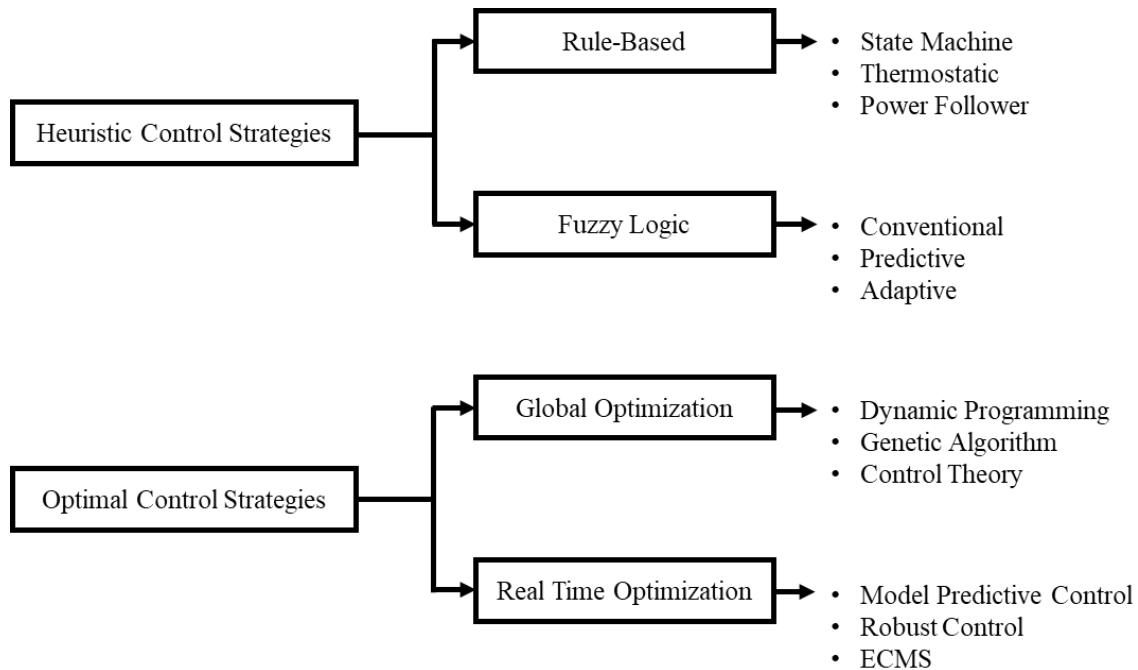 Heuristic Control Strategies
Rule-Based
• State Machine
• Thermostatic
• Power Follower
Fuzzy Logic
• Conventional
• Predictive
• Adaptive
Optimal Control Strategies
Global Optimization
• Dynamic Programming
• Genetic Algorithm
• Control Theory
Real Time Optimization
• Model Predictive Control
• Robust Control
• ECMS